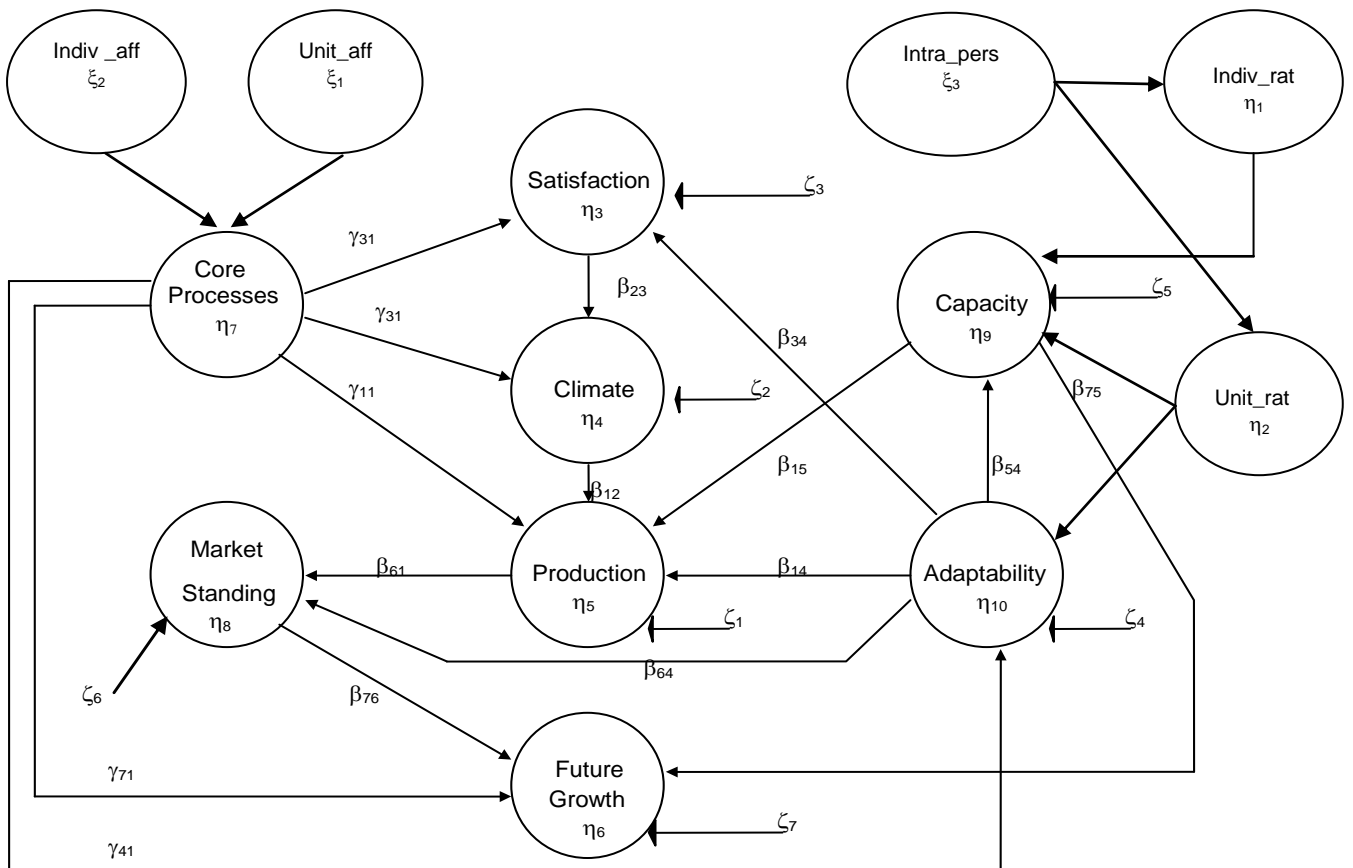 Indiv _aff
ξ2
Unit_aff
ξ1
Intra_pers
ξ3
Indiv_rat
η1
Satisfaction
η3
ζ3
γ31
Core
Processes
η7
β23
Capacity
η9
ζ5
γ31
β34
Climate
η4
ζ2
γ11
β75
Unit_rat
η2
β15
β54
β12
Market
Standing
η8
β61
Production
η5
β14
Adaptability
η10
ζ1
ζ4
β64
ζ6
β76
γ71
Future
Growth
η6
ζ7
γ41